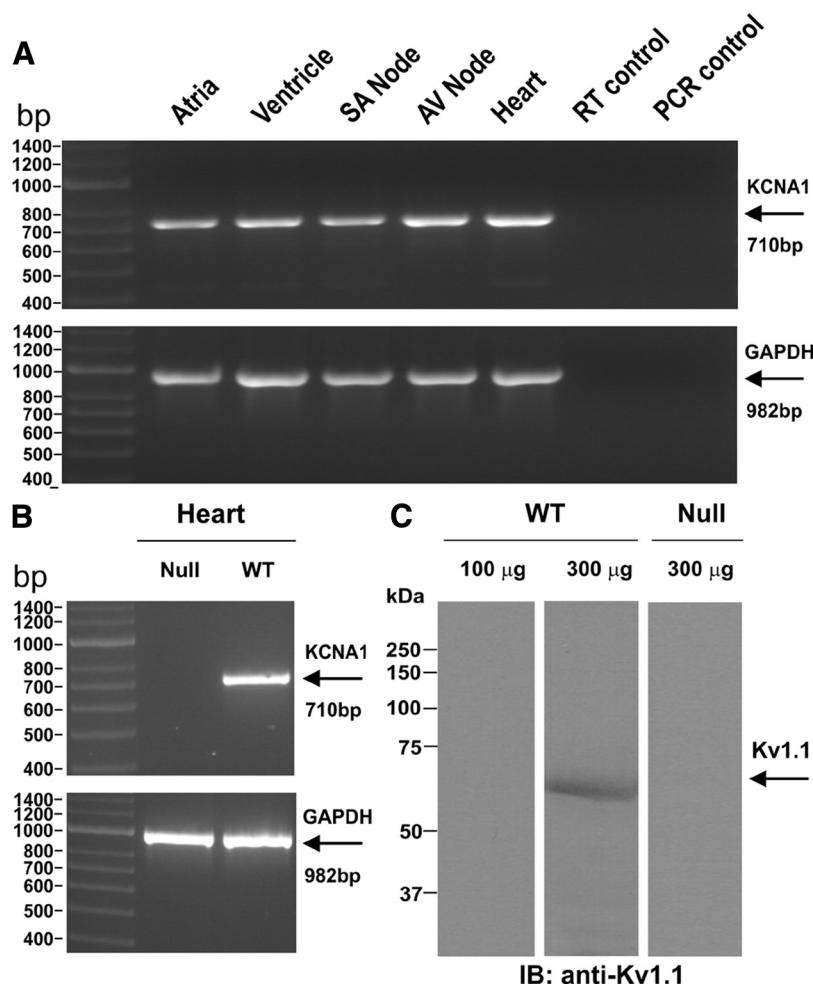 A
Atria Ventricle SA Node AV Node Heart RT control PCR control
bp
1400
1200
1000
800
700
600
500
400
KCNA1
710bp
1400
1200
1000
800
700
600
500
400
GAPDH
982bp
B
Heart
Null WT
bp
1400
1200
1000
800
700
600
500
400
KCNA1
710bp
1400
1200
1000
800
700
600
500
400
GAPDH
982bp
C
WT Null
100 µg 300 µg 300 µg
kDa
250
150
100
75
50
37
Kv1.1
IB: anti-Kv1.1